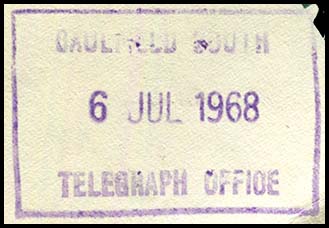 CAULFIELD SOUTH
6 JUL 1968
TELEGRAPH OFFICE